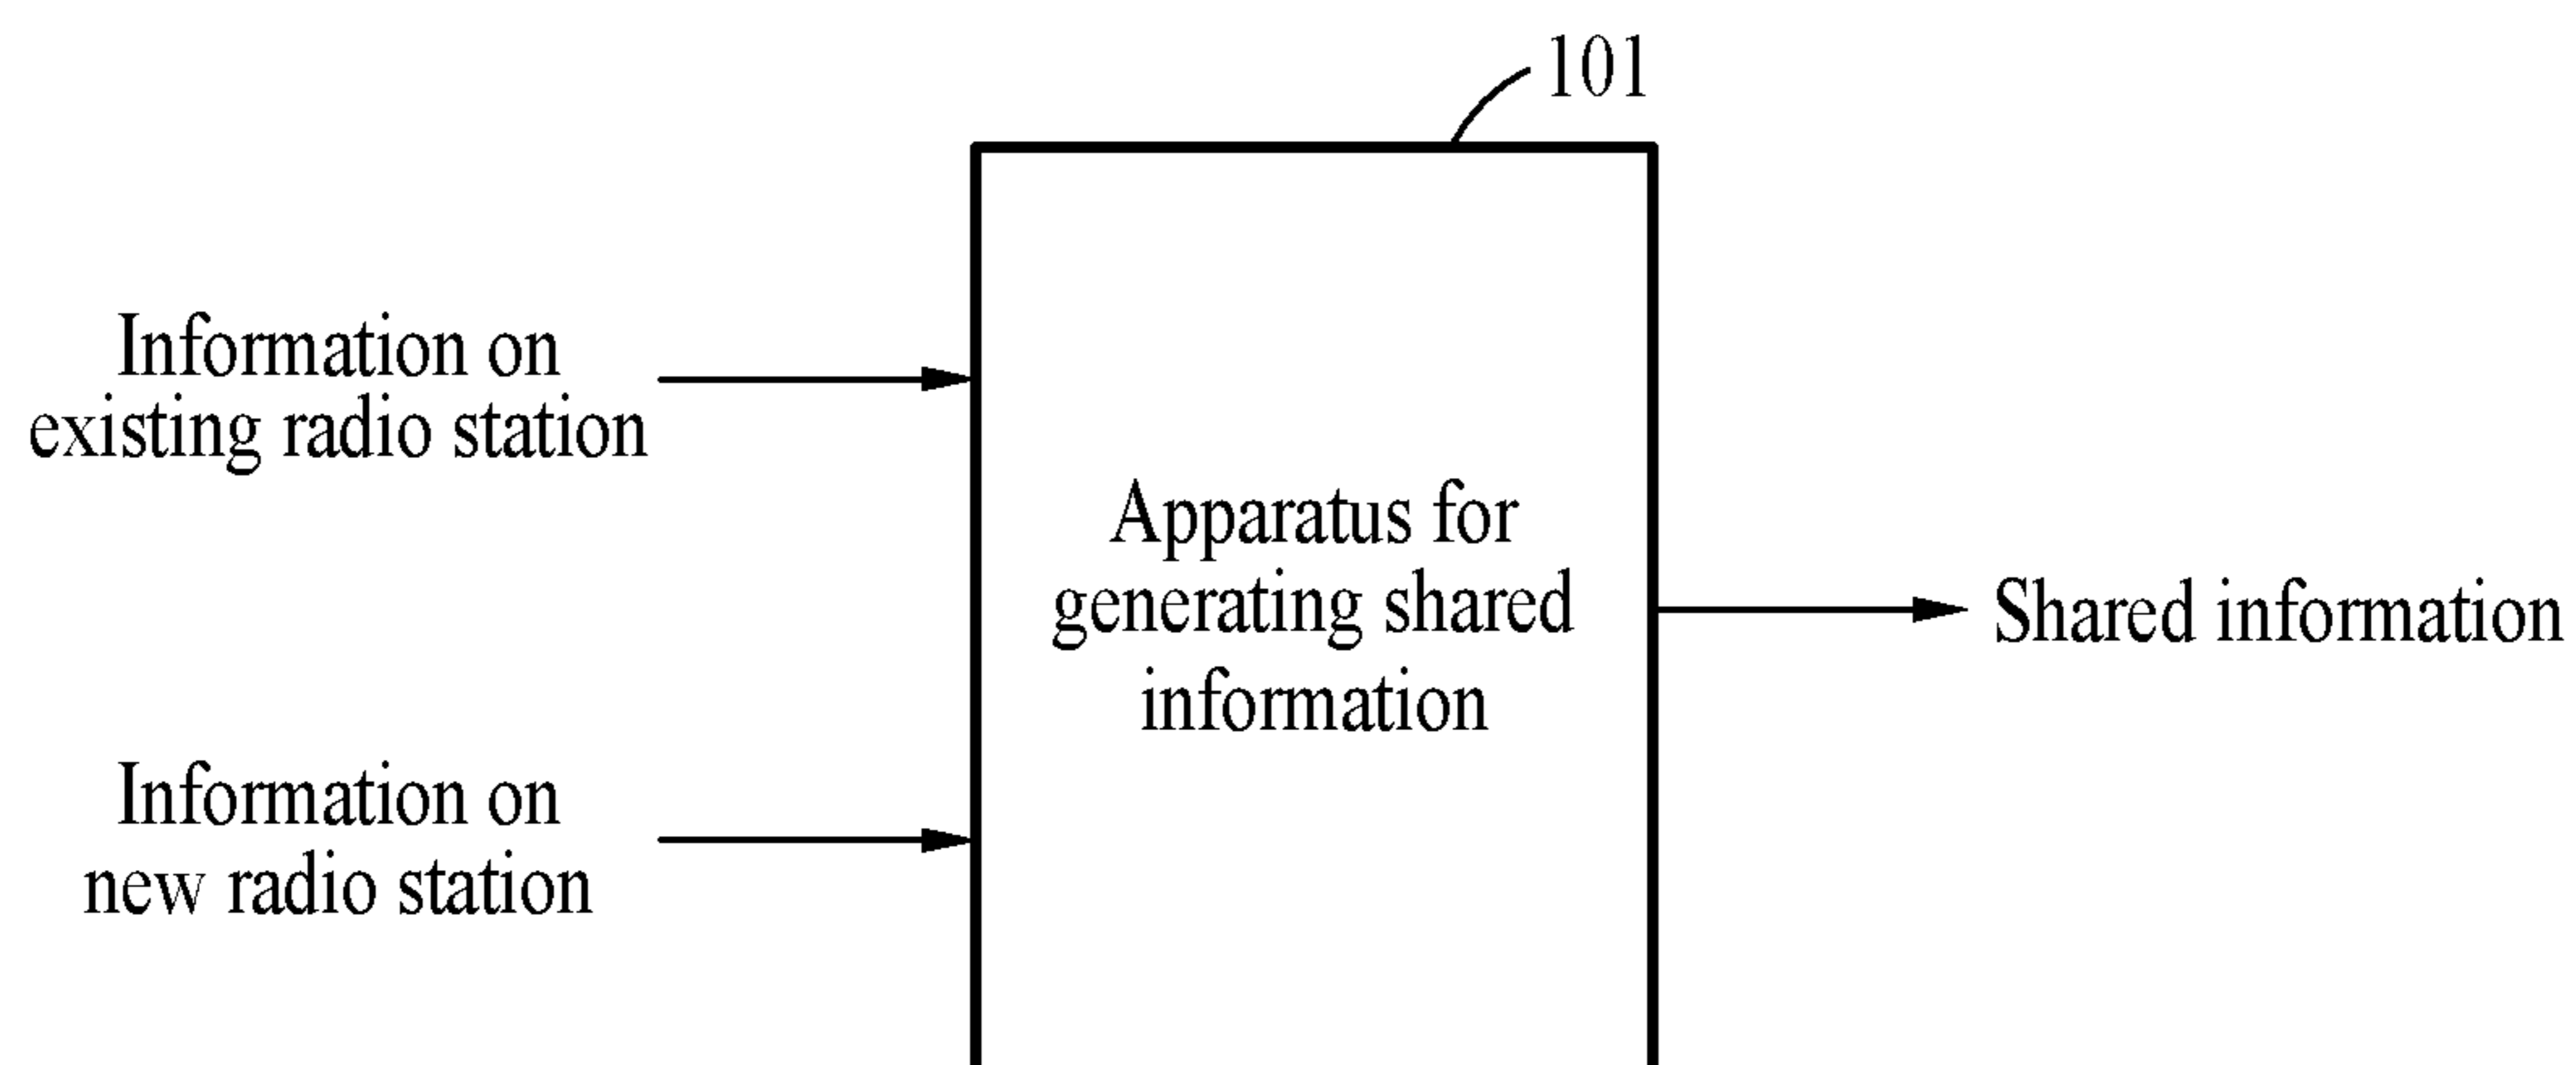 101
Information on
existing radio station
Apparatus for
generating shared
information
Shared information
Information on
new radio station